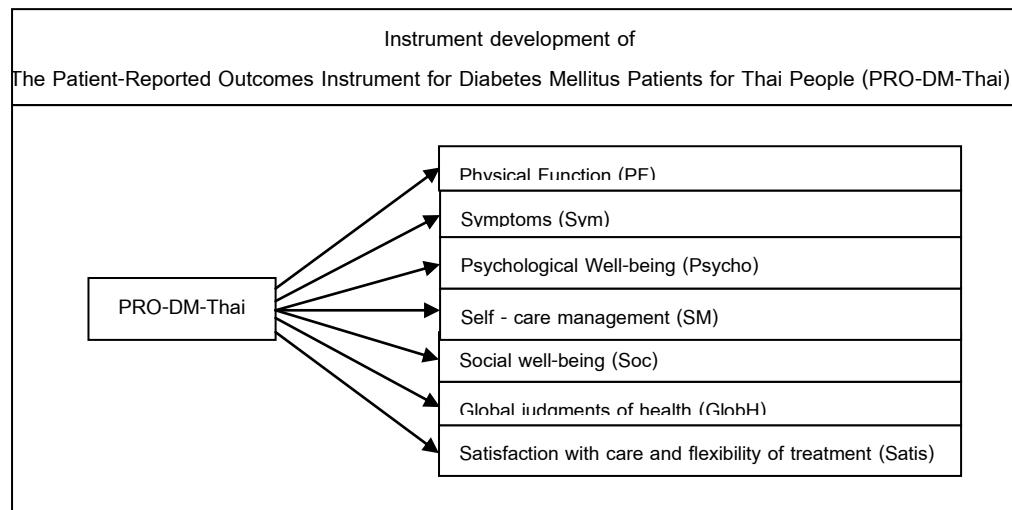 Instrument development of
The Patient-Reported Outcomes Instrument for Diabetes Mellitus Patients for Thai People (PRO-DM-Thai)
Physical Function (PF)
Symptoms (Sym)
Psychological Well-being (Psycho)
PRO-DM-Thai
Self - care management (SM)
Social well-being (Soc)
Global judgments of health (GlobH)
Satisfaction with care and flexibility of treatment (Satis)